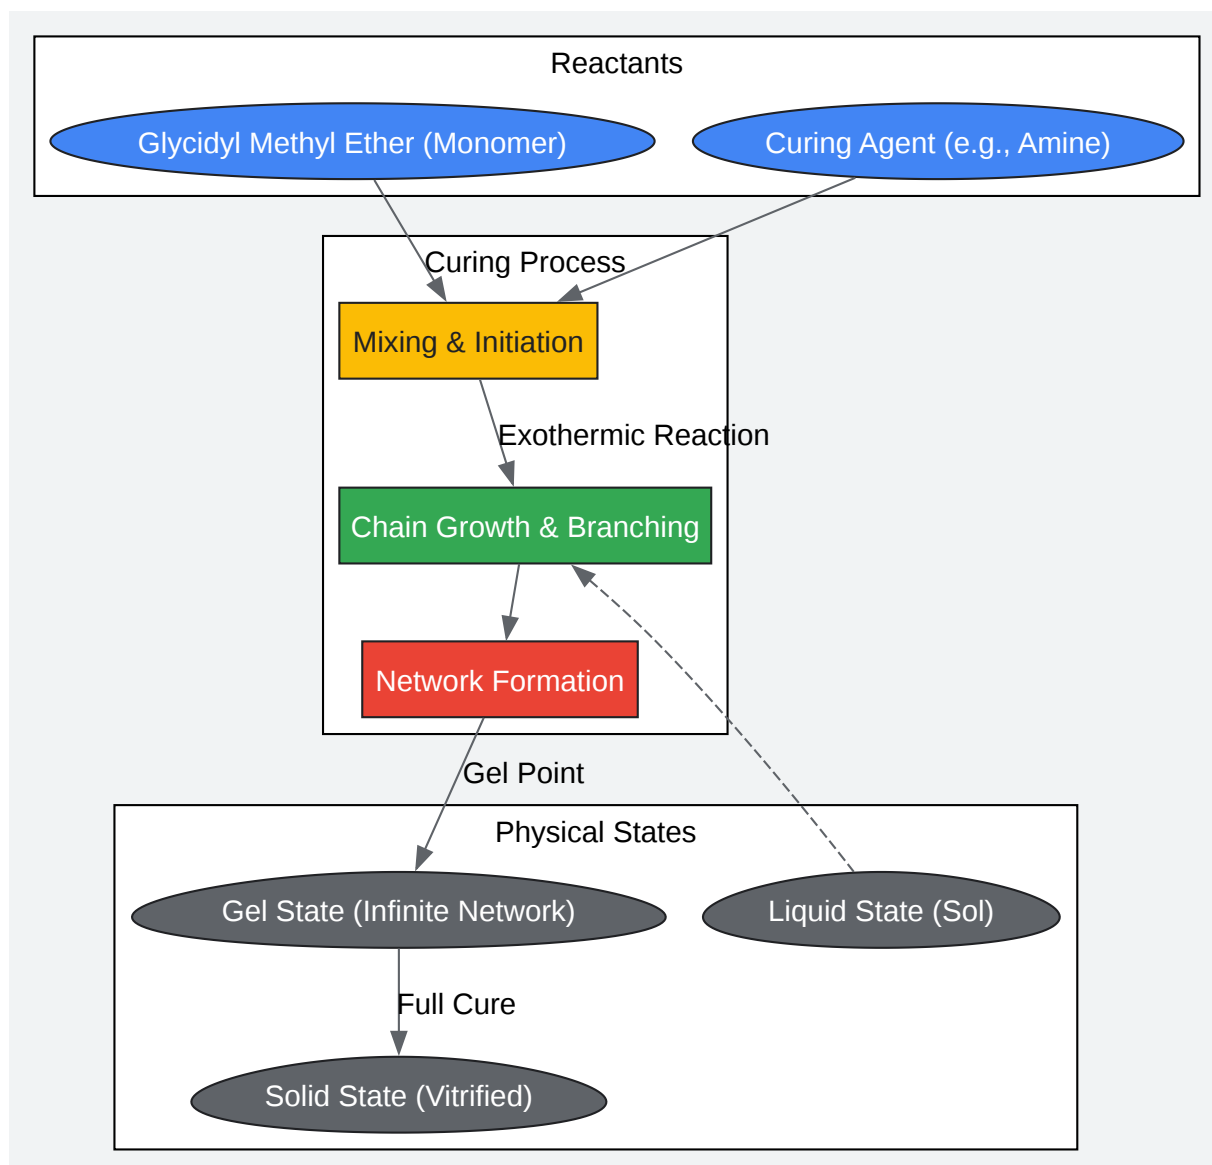 Reactants
Glycidyl Methyl Ether (Monomer)
Curing Agent (e.g., Amine)
Curing Process
Mixing & Initiation
Exothermic Reaction
Chain Growth & Branching
Network Formation
Gel Point
Physical States
Gel State (Infinite Network)
Liquid State (Sol)
Full Cure
Solid State (Vitrified)